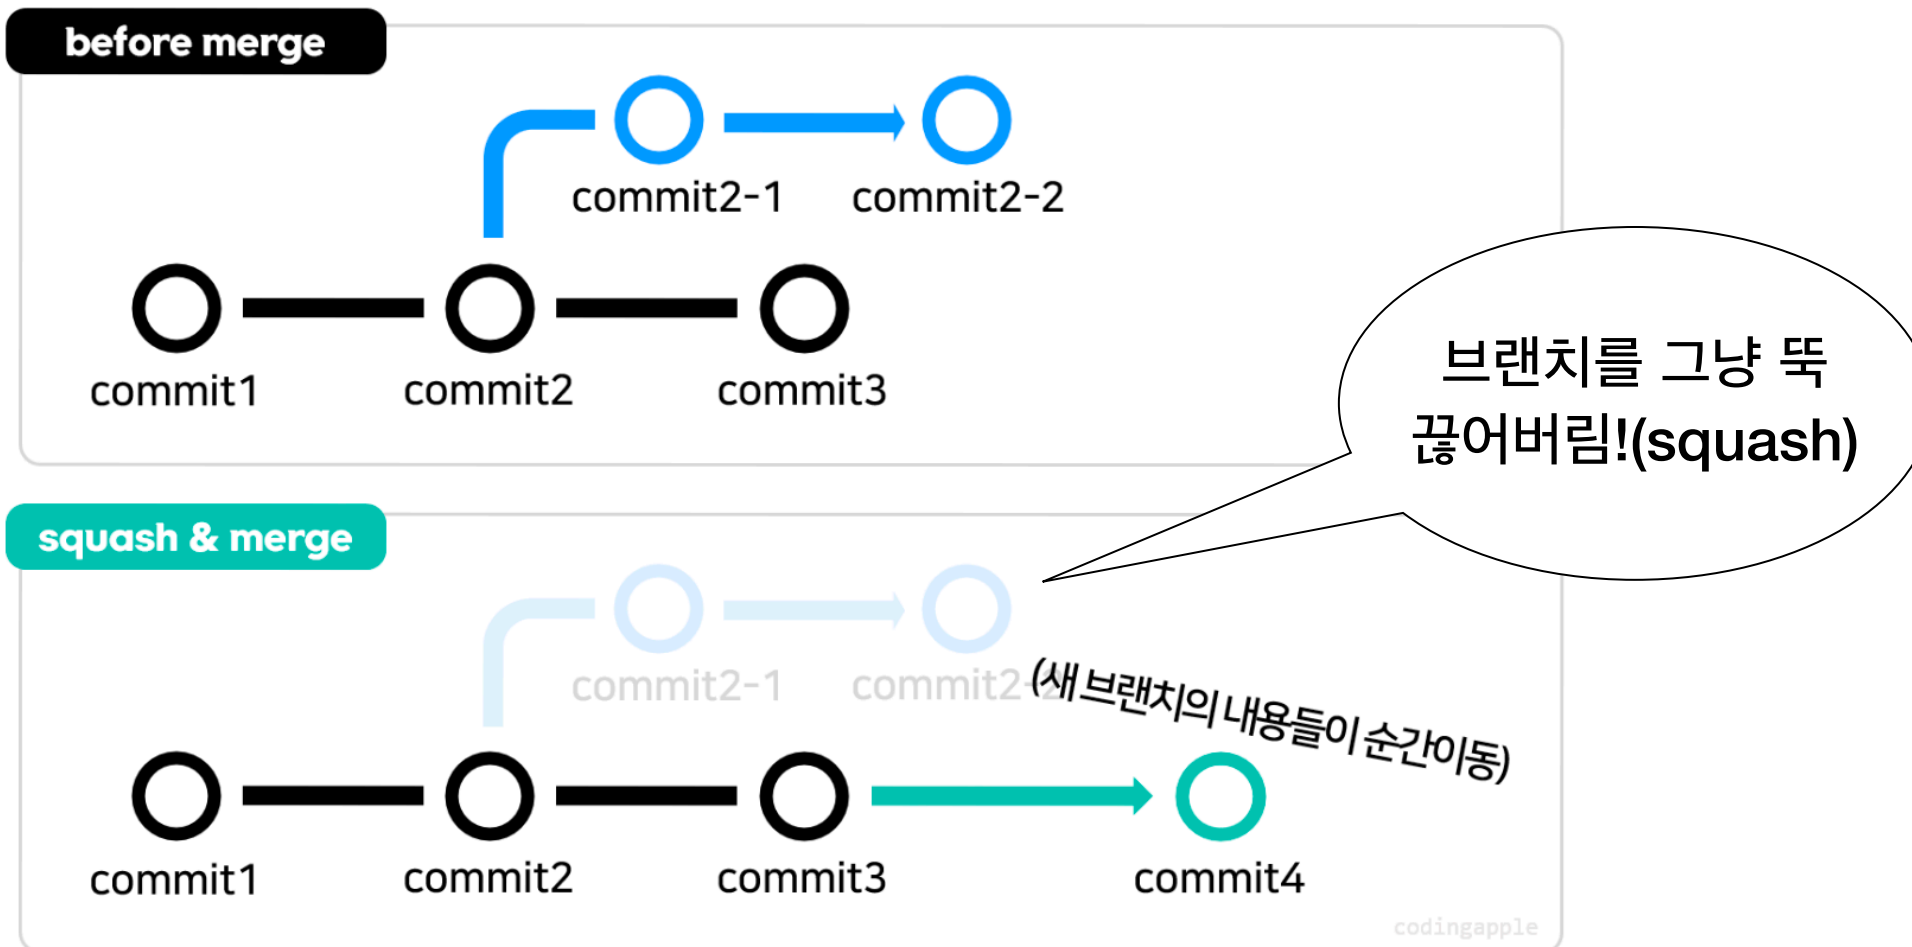 before merge
commit2-1
commit2-2
commit1
commit2
commit3
브랜치를 그냥 뚝
끊어버림!(squash)
squash & merge
commit2-1
commit2-2
(새 브랜치의 내용들이 순간이동)
commit1
commit2
commit3
commit4
codingapple